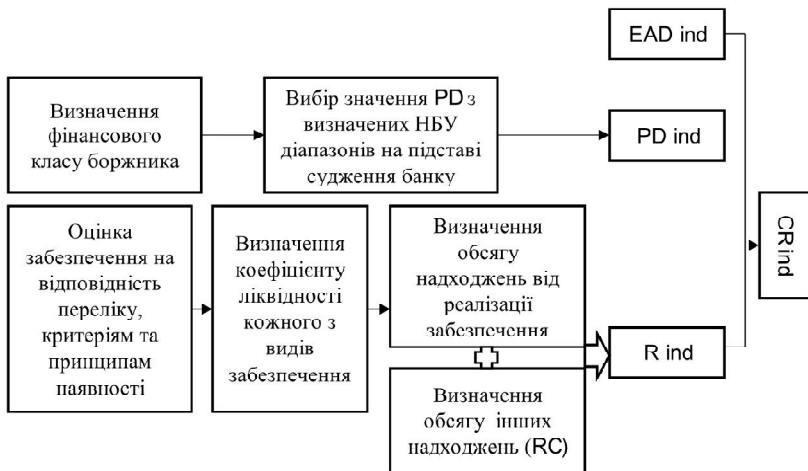 EAD ind
Визначення
фінансового
класу боржника
Вибір значення PD з
визначених НБУ
діапазонів на підставі
судження банку
PD ind
CR ind
Оцінка
забезпечення на
відповідність
переліку,
критеріям та
принципам
наявності
Визначення
коефіцієнту
ліквідності
кожного з
видів
забезпечення
Визначення
обсягу
надходжень від
реалізації
забезпечення
R ind
Визначення
обсягу інших
надходжень (RC)